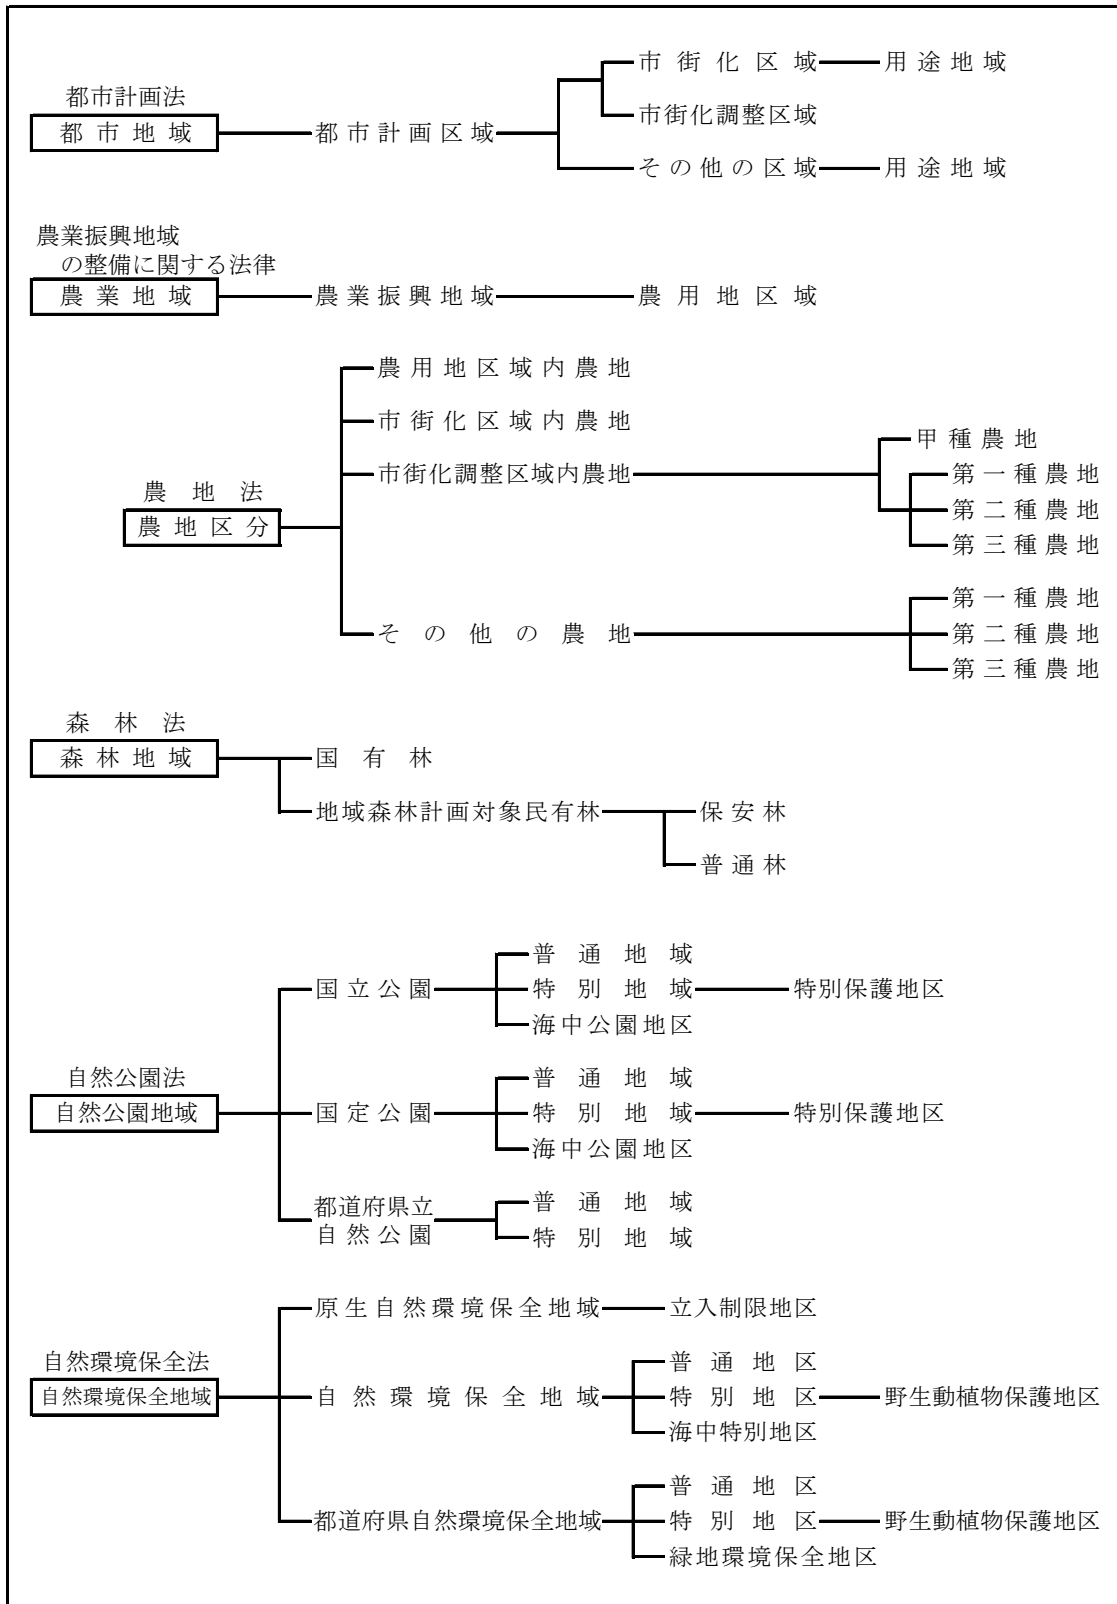 市街化区域 用途地域
都市計画法
都市地域 都市計画区域 市街化調整区域
その他の区域 用途地域
農業振興地域
の整備に関する法律
農業地域 農業振興地域 農用地区域
農用地区域内農地
市街化区域内農地
甲種農地
市街化調整区域内農地 第一種農地
農地法
農地区分 第二種農地
第三種農地
第一種農地
その他の農地 第二種農地
第三種農地
森林法
森林地域 国有林
地域森林計画対象民有林 保安林
普通林
普通地域
国立公園 特別地域 特別保護地区
海中公園地区
自然公園法
普通地域
自然公園地域 国定公園 特別地域 特別保護地区
海中公園地区
都道府県立 普通地域
自然公園 特別地域
原生自然環境保全地域 立入制限地区
自然環境保全法
普通地区
自然環境保全地域 自然環境保全地域 特別地区 野生動植物保護地区
海中特別地区
普通地区
都道府県自然環境保全地域 特別地区 野生動植物保護地区
緑地環境保全地区